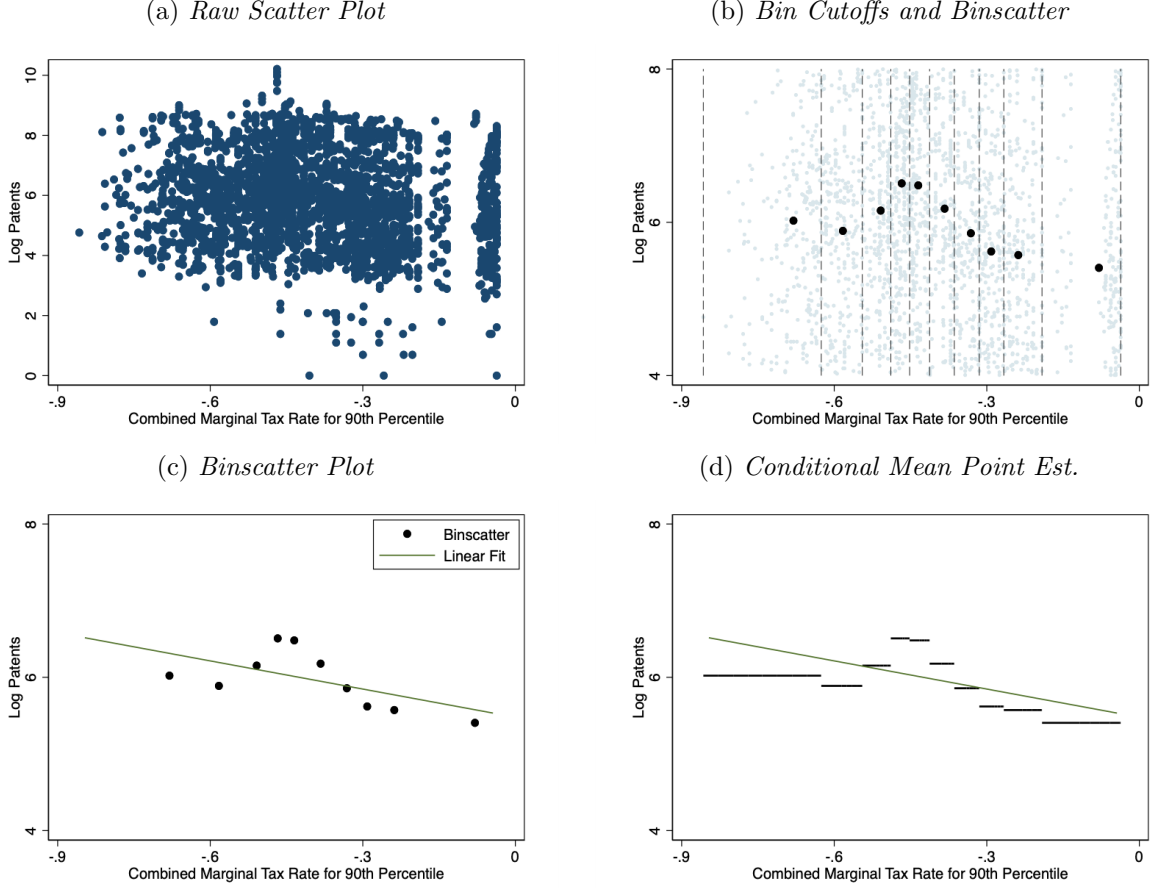 (a) Raw Scatter Plot
10
8
6
4
2
0
Log Patents
-.9
-.6
-.3
0
Combined Marginal Tax Rate for 90th Percentile
(b) Bin Cutoffs and Binscatter
8
6
4
Log Patents
-.9
-.6
-.3
0
Combined Marginal Tax Rate for 90th Percentile
(c) Binscatter Plot
Binscatter
Linear Fit
8
6
4
Log Patents
-.9
-.6
-.3
0
Combined Marginal Tax Rate for 90th Percentile
(d) Conditional Mean Point Est.
8
6
4
Log Patents
-.9
-.6
-.3
0
Combined Marginal Tax Rate for 90th Percentile